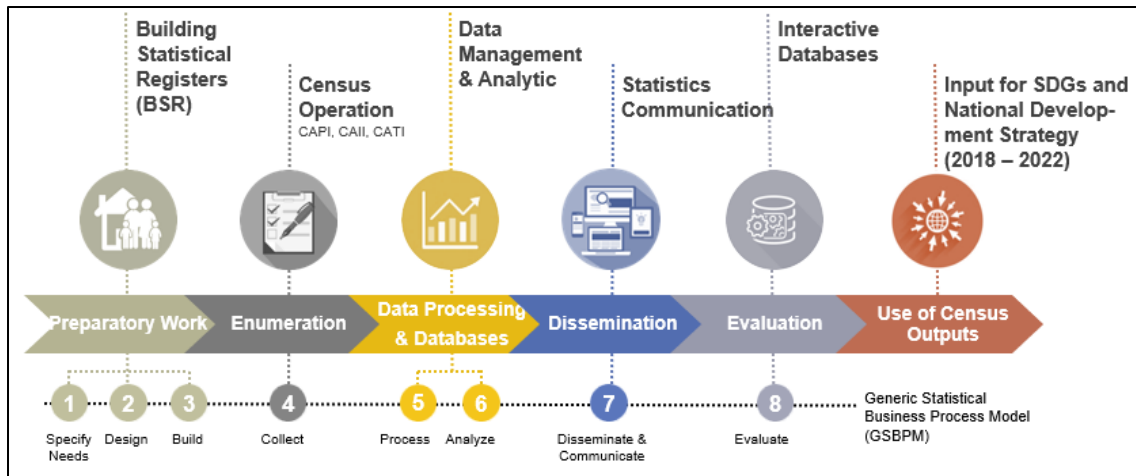 Building
Statistical
Registers
(BSR)
Census
Operation
CAPI, CAII, CATI
Data
Management
& Analytic
Statistics
Communication
Interactive
Databases
Input for SDGs and
National Develop-
ment Strategy
(2018 – 2022)
Preparatory Work
Enumeration
Data Processing
& Databases
Dissemination
Evaluation
Use of Census
Outputs
1
2
3
4
5
6
7
8
Specify
Needs
Design
Build
Collect
Process
Analyze
Disseminate &
Communicate
Evaluate
Generic Statistical
Business Process Model
(GSBPM)